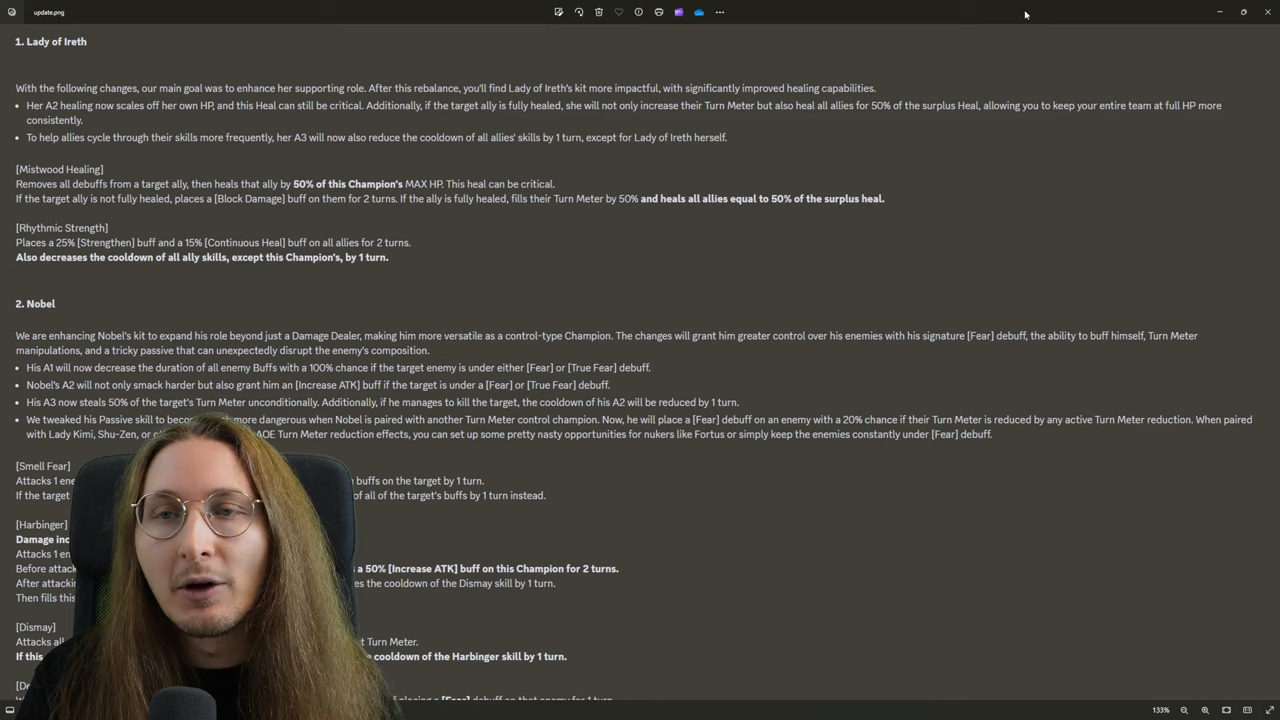 update.png
1. Lady of Ireth
With the following changes, our main goal was to enhance her supporting role. After this rebalance, you'll find Lady of Ireth's kit more impactful, with significantly improved healing capabilities.
• Her A2 healing now scales off her own HP, and this Heal can still be critical. Additionally, if the target ally is fully healed, she will not only increase their Turn Meter but also heal all allies for 50% of the surplus Heal, allowing you to keep your entire team at full HP more
consistently.
• To help allies cycle through their skills more frequently, her A3 will now also reduce the cooldown of all allies' skills by 1 turn, except for Lady of Ireth herself.
[Mistwood Healing]
Removes all debuffs from a target ally, then heals that ally by 50% of this Champion's MAX HP. This heal can be critical.
If the target ally is not fully healed, places a [Block Damage] buff on them for 2 turns. If the ally is fully healed, fills their Turn Meter by 50% and heals all allies equal to 50% of the surplus heal.
[Rhythmic Strength]
Places a 25% [Strengthen] buff and a 15% [Continuous Heal] buff on all allies for 2 turns.
Also decreases the cooldown of all ally skills, except this Champion's, by 1 turn.
2. Nobel
We are enhancing Nobel's kit to expand his role beyond just a Damage Dealer, making him more versatile as a control-type Champion. The changes will grant him greater control over his enemies with his signature [Fear] debuff, the ability to buff himself, Turn Meter
manipulations, and a tricky passive that can unexpectedly disrupt the enemy's composition.
• His A1 will now decrease the duration of all enemy Buffs with a 100% chance if the target enemy is under either [Fear] or [True Fear] debuff.
• Nobel's A2 will not only smack harder but also grant him an [Increase ATK] buff if the target is under a [Fear] or [True Fear] debuff.
• His A3 now steals 50% of the target's Turn Meter unconditionally. Additionally, if he manages to kill the target, the cooldown of his A2 will be reduced by 1 turn.
• We tweaked his Passive skill to more dangerous when Nobel is paired with another Turn Meter control champion. Now, he will place a [Fear] debuff on an enemy with a 20% chance if their Turn Meter is reduced by any active Turn Meter reduction. When paired
with Lady Kimi, Shu-Zen, or AOE Turn Meter reduction effects, you can set up some pretty nasty opportunities for nukers like Fortus or simply keep the enemies constantly under [Fear] debuff.
[Smell Fear]
Attacks 1 buffs on the target by 1 turn.
If the target of all of the target's buffs by 1 turn instead.
[Harbinger]
Damage
Attacks 1
Before a 50% [Increase ATK] buff on this Champion for 2 turns.
After the cooldown of the Dismay skill by 1 turn.
Then fills
[Dismay]
Attacks Turn Meter.
If this cooldown of the Harbinger skill by 1 turn.
[Fear] debuff on that enemy for 1 turn
133%